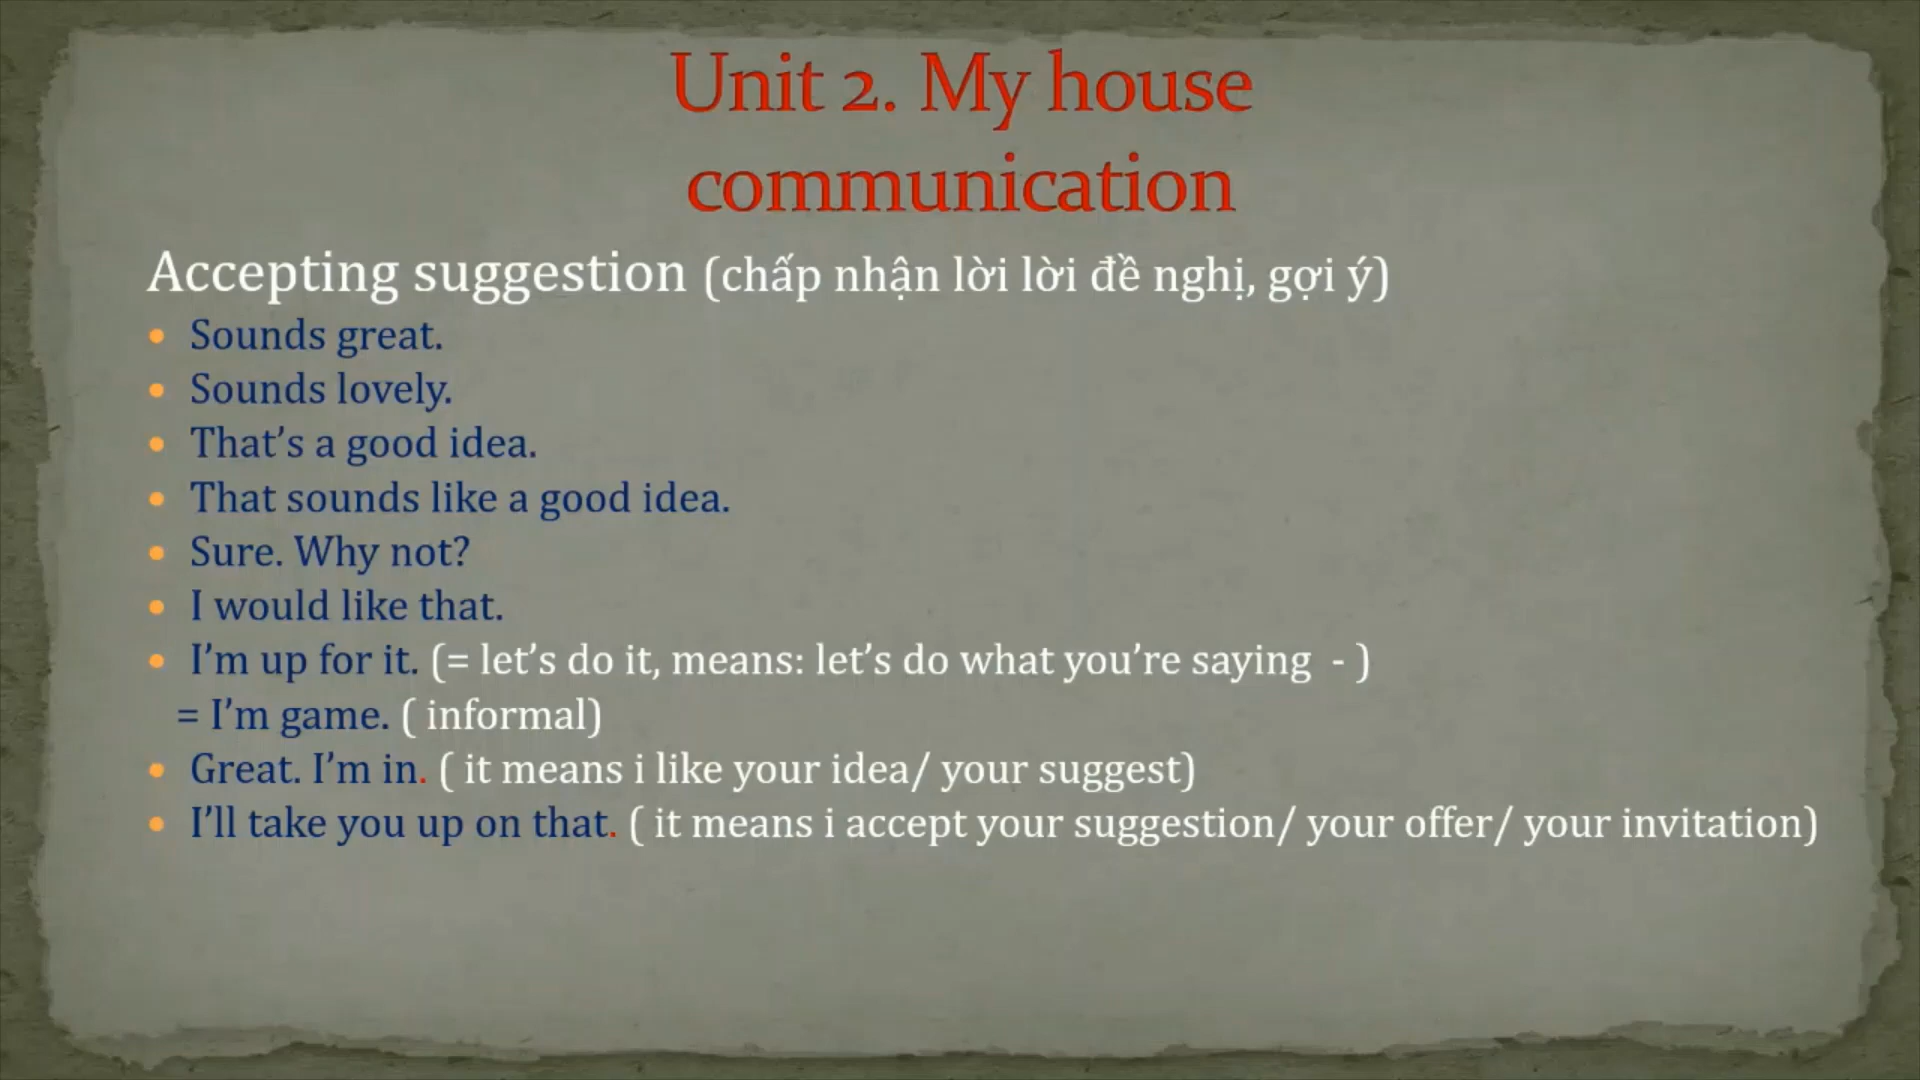 Unit 2. My house
communication
Accepting suggestion (chấp nhận lời lời đề nghị, gợi ý)
• Sounds great.
• Sounds lovely.
• That’s a good idea.
• That sounds like a good idea.
• Sure. Why not?
• I would like that.
• I’m up for it. (= let’s do it, means: let’s do what you’re saying - )
= I’m game. ( informal)
• Great. I’m in. ( it means i like your idea/ your suggest)
• I’ll take you up on that. ( it means i accept your suggestion/ your offer/ your invitation)